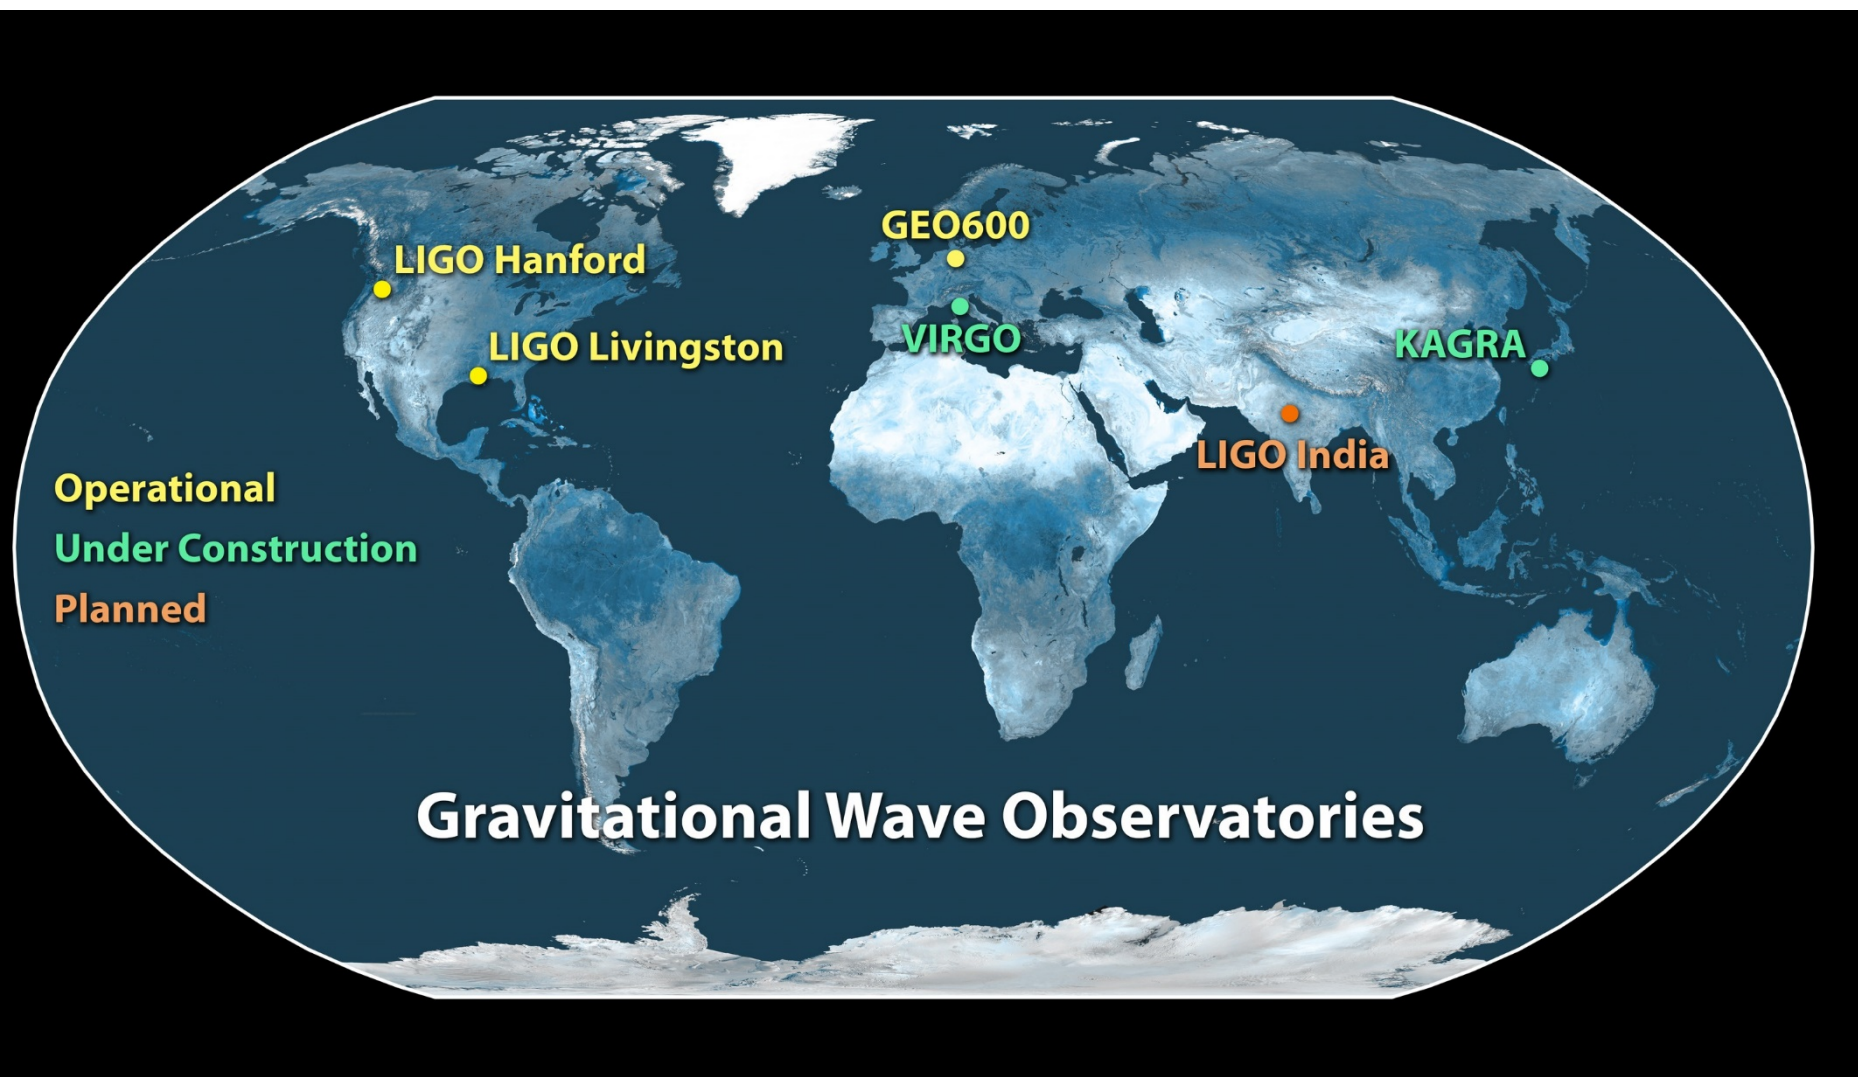 GEO600
LIGO Hanford
VIRGO
KAGRA
LIGO Livingston
LIGO India
Operational
Under Construction
Planned
Gravitational Wave Observatories